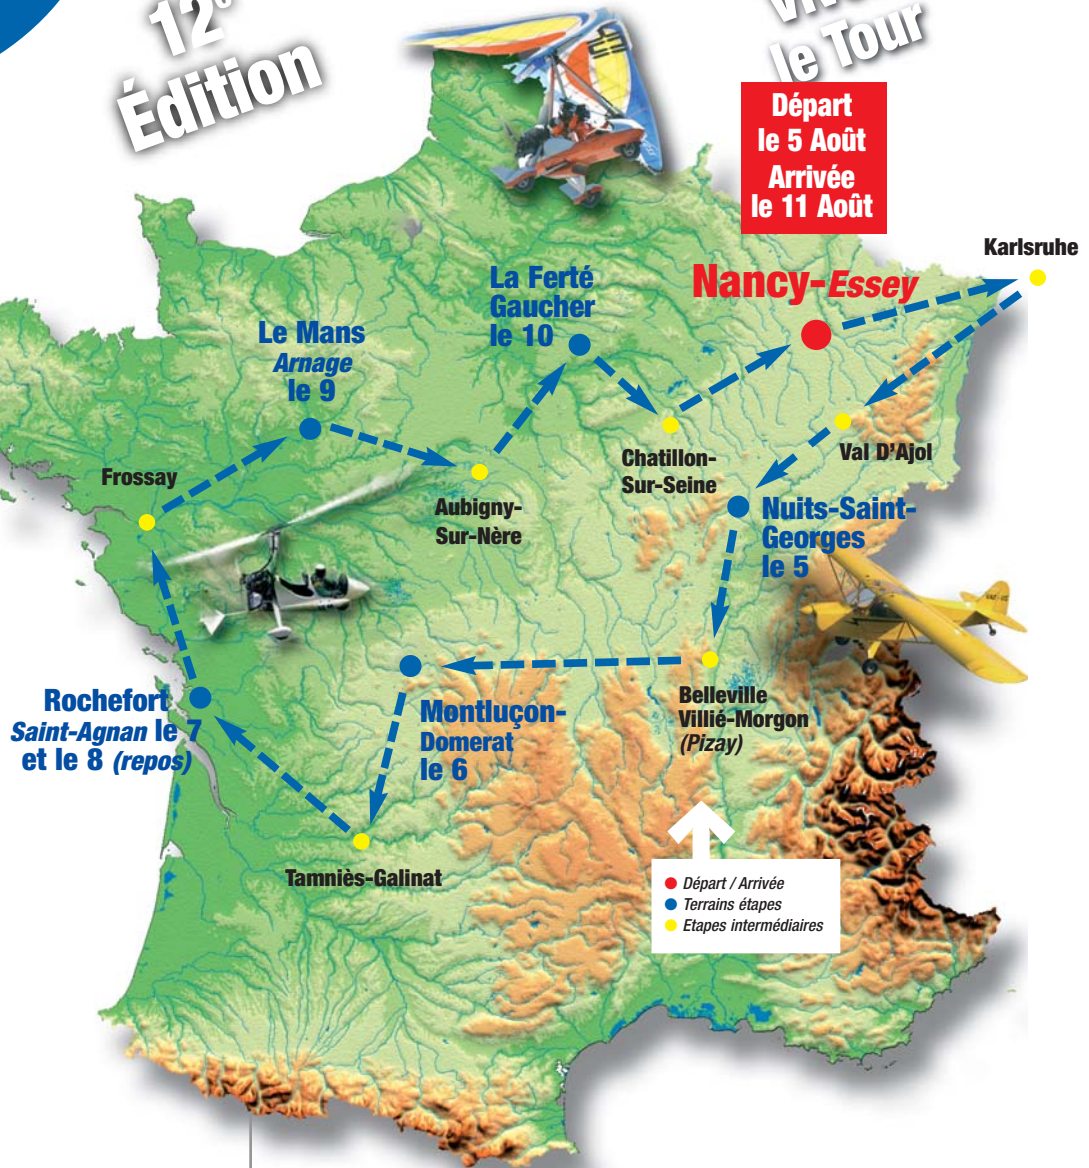 12e
Édition
le Tour
Départ
le 5 Août
Arrivée
le 11 Août
Karlsruhe
Nancy-Essey
La Ferté
Gaucher
le 10
Le Mans
Arnage
le 9
Chatillon-
Sur-Seine
Val D'Ajol
Frossay
Aubigny-
Sur-Nère
Nuits-Saint-
Georges
le 5
Rochefort
Saint-Agnan le 7
et le 8 (repos)
Montluçon-
Domerat
le 6
Belleville
Villié-Morgon
(Pizay)
Tamniès-Galinat
Départ / Arrivée
Terrains étapes
Etapes intermédiaires